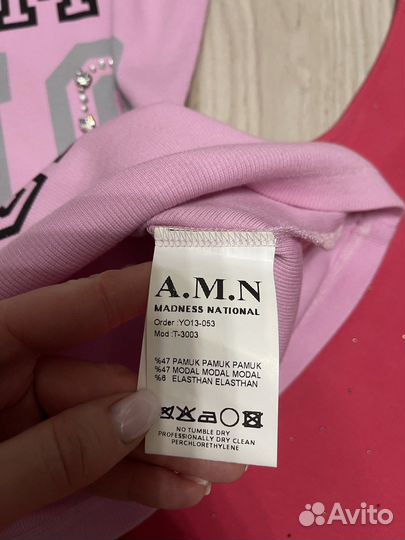 A.M.N
MADNESS NATIONAL
Order :YO13-053
Mod :T-3003
%47 PAMUK PAMUK PAMUK
%47 MODAL MODAL MODAL
%6 ELASTHAN ELASTHAN
NO TUMBLE DRY
PROFESSIONALLY DRY CLEAN
PERCHLORETHYLENE
Avito